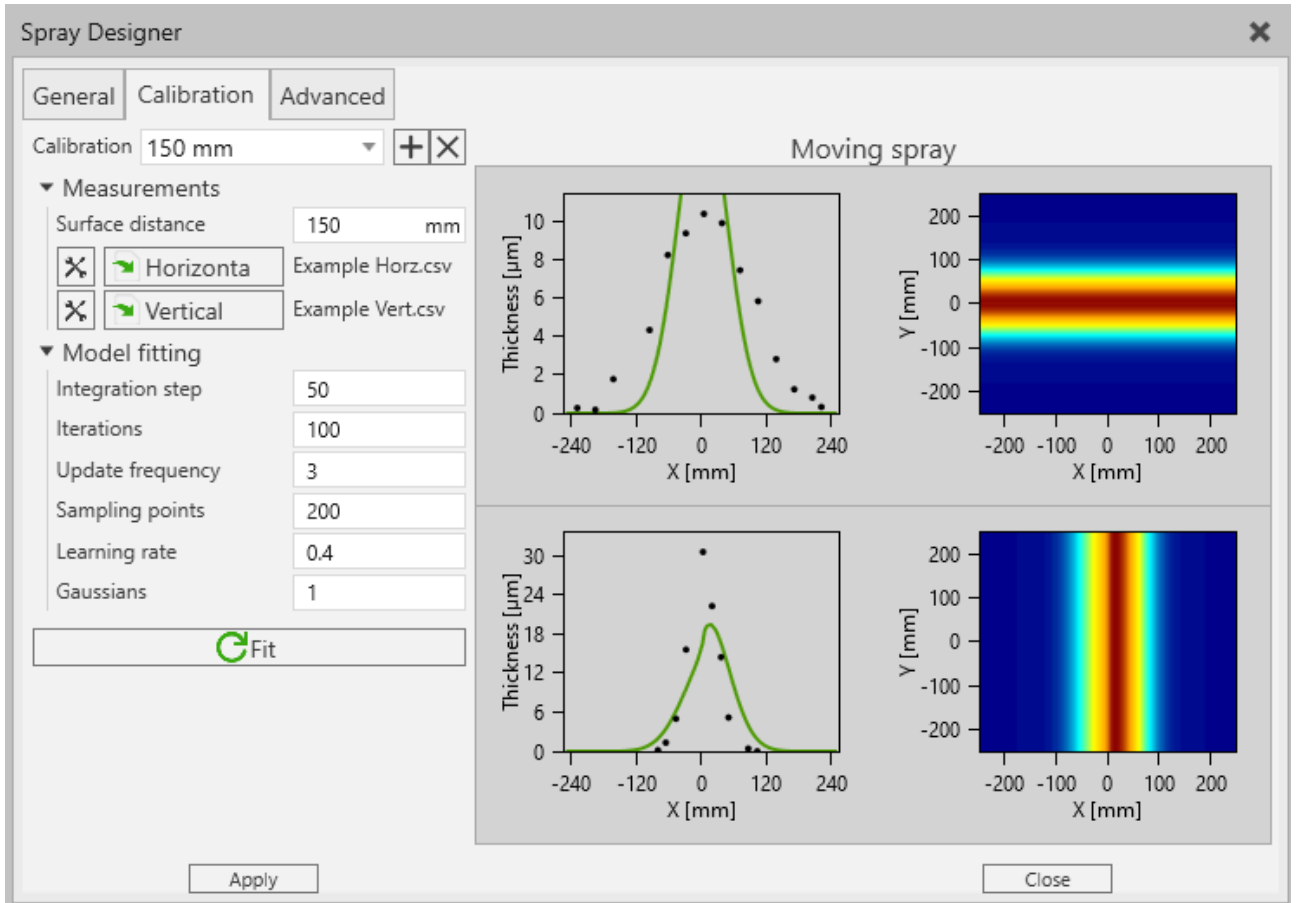 Spray Designer
General Calibration Advanced
Calibration 150 mm
Measurements
Surface distance 150 mm
Horizonta Example Horz.csv
Vertical Example Vert.csv
Model fitting
Integration step 50
Iterations 100
Update frequency 3
Sampling points 200
Learning rate 0.4
Gaussians 1
Fit
Apply
Moving spray
Thickness [µm]
10
8
6
4
2
0
-240 -120 0 120 240
X [mm]
Y [mm]
200
100
0
-100
-200
-200 -100 0 100 200
X [mm]
Thickness [µm]
30
24
18
12
6
0
-240 -120 0 120 240
X [mm]
Y [mm]
200
100
0
-100
-200
-200 -100 0 100 200
X [mm]
Close